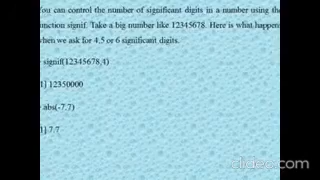 You can control the number of significant digits in a number using the
function signif. Take a big number like 12345678. Here is what happen
when we ask for 4,5 or 6 significant digits.
signif(12345678,4)
1] 12350000
abs(-7.7)
1] 7.7
clideo.com